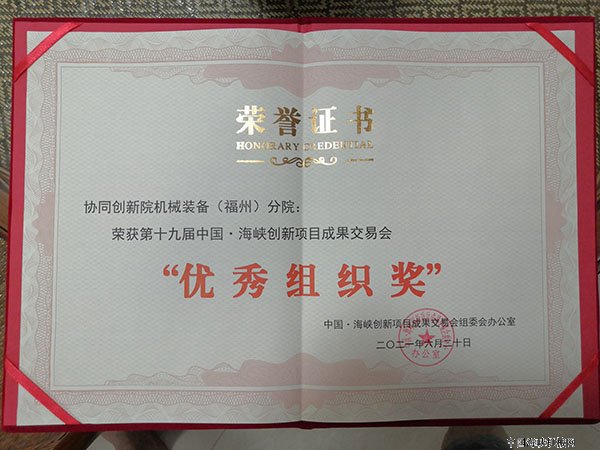 荣誉证书
HONORARY CREDENTIAL
协同创新院机械装备（福州）分院：
荣获第十九届中国·海峡创新项目成果交易会
“优秀组织奖”
中国·海峡创新项目成果交易会组委会办公室
二〇二一年六月二十日
办公室